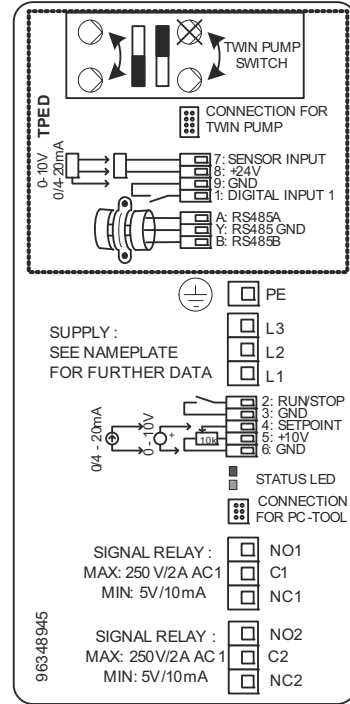 TWIN PUMP
SWITCH
TPED
CONNECTION FOR
TWIN PUMP
0-10V
0/4-20mA
7: SENSOR INPUT
8: +24V
9: GND
1: DIGITAL INPUT 1
A: RS485A
Y: RS485 GND
B: RS485B
PE
SUPPLY :
SEE NAMEPLATE
FOR FURTHER DATA
L3
L2
L1
0/4 - 20mA
0 - 10V
+
10k
2: RUN/STOP
3: GND
4: SETPOINT
5: +10V
6: GND
STATUS LED
CONNECTION
FOR PC-TOOL
SIGNAL RELAY :
MAX: 250 V/2A AC1
MIN: 5V/10mA
NO1
C1
NC1
SIGNAL RELAY :
MAX: 250V/2A AC 1
MIN: 5V/10mA
NO2
C2
NC2
96348945